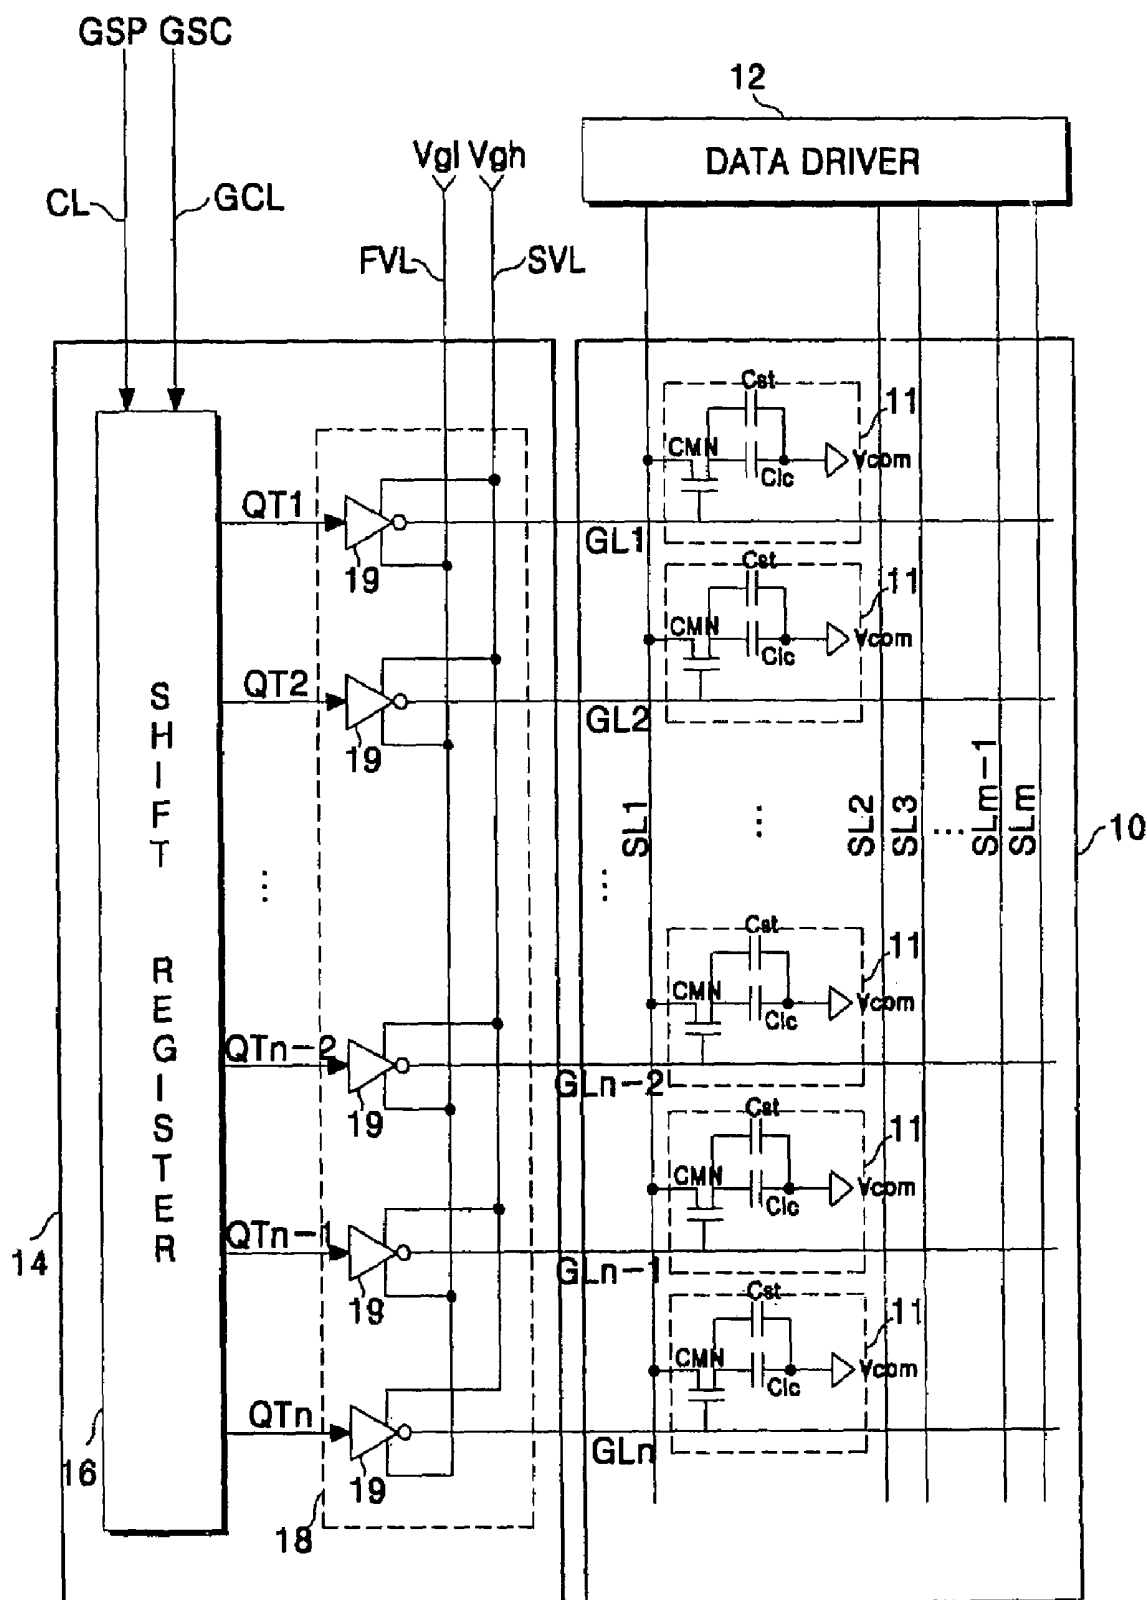 GSP GSC
12
DATA DRIVER
Vgl Vgh
CL
GCL
FVL
SVL
Cst
11
CMN
Clc
Vcom
QT1
19
GL1
Cst
11
CMN
Clc
Vcom
QT2
19
GL2
SHIFT REGISTER
...
...
SL1
...
SL2
SL3
...
SLm-1
SLm
10
Cst
11
CMN
Clc
Vcom
QTn-2
19
GLn-2
Cst
11
CMN
Clc
Vcom
QTn-1
19
GLn-1
14
Cst
11
CMN
Clc
Vcom
QTn
19
GLn
16
18